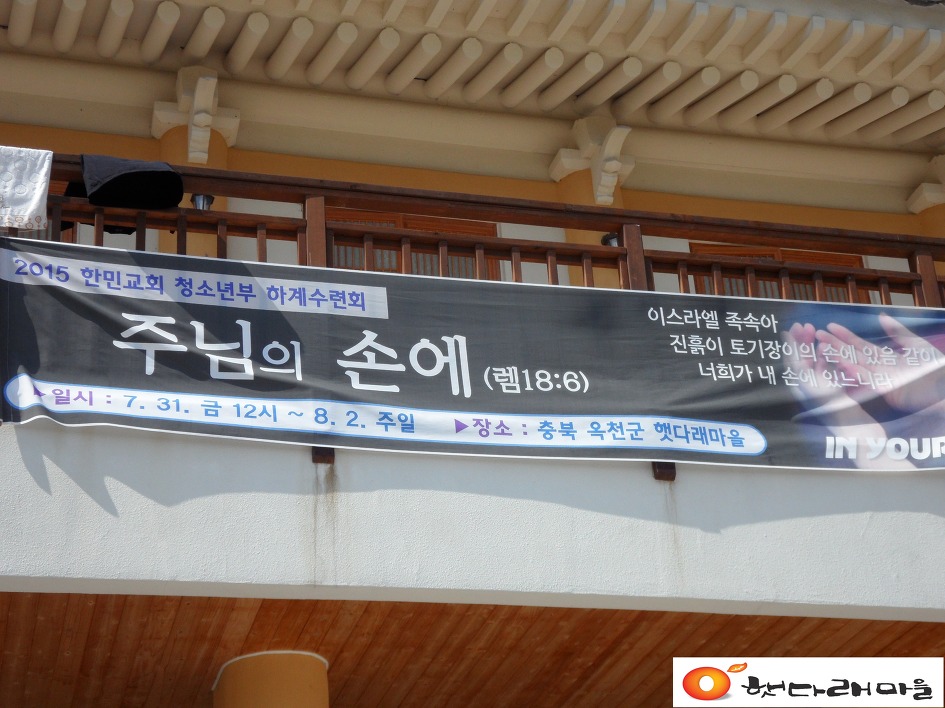 2015 한민교회 청소년부 하계수련회
주님의 손에 (렘18:6)
▶일시 : 7. 31. 금 12시 ~ 8. 2. 주일 ▶장소 : 충북 옥천군 햇다래마을
이스라엘 족속아
진흙이 토기장이의 손에 있음 같이
너희가 내 손에 있느니라
IN YOUR
햇다래마을